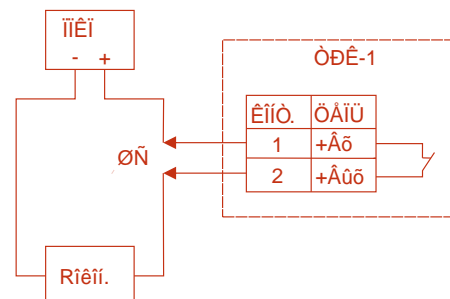 ÏÏÊÏ
- +
ÒÐÊ-1
ÊÎÍÒ. ÖÅÏÜ
1 +Âõ
ØÑ
2 +Âûõ
Rîêîí.